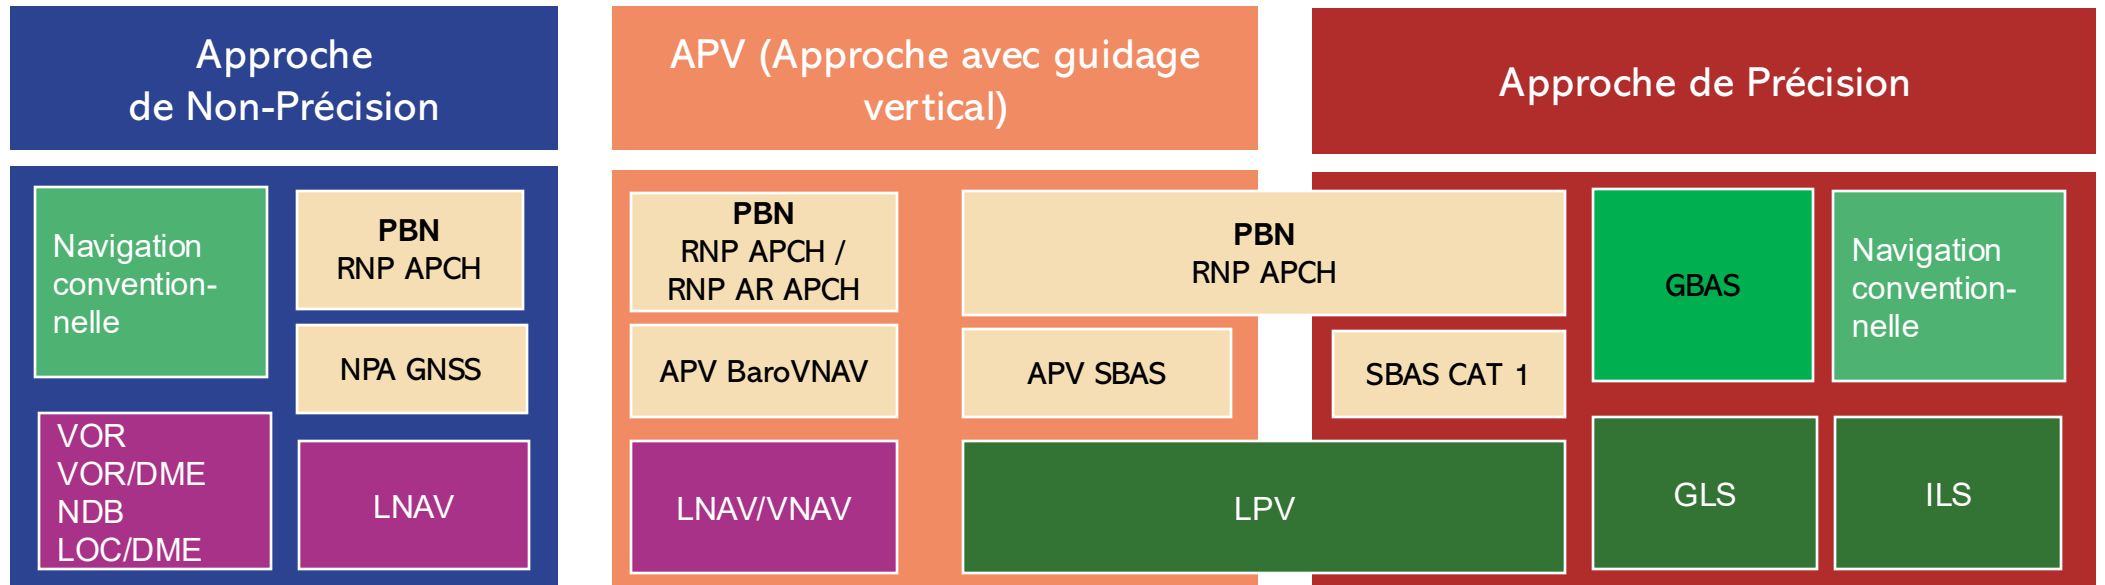 Approche
de Non-Précision
APV (Approche avec guidage
vertical)
Approche de Précision
Navigation
convention-
nelle
PBN
RNP APCH
NPA GNSS
VOR
VOR/DME
NDB
LOC/DME
LNAV
PBN
RNP APCH /
RNP AR APCH
APV BaroVNAV
LNAV/VNAV
PBN
RNP APCH
APV SBAS
SBAS CAT 1
LPV
GBAS
GLS
Navigation
convention-
nelle
ILS